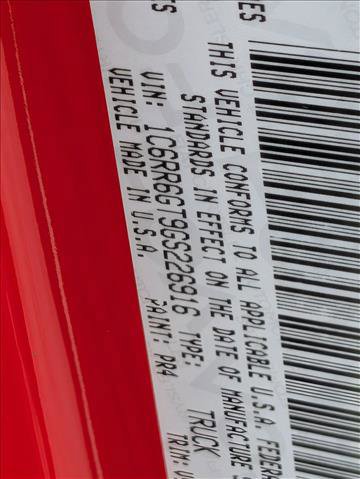 ES
THIS VEHICLE CONFORMS TO ALL APPLICABLE U.S.A. FEDERA
STANDARDS IN EFFECT ON THE DATE OF MANUFACTURE S
VIN: 1C6RR6GT9GS226916 TYPE: TRUCK
VEHICLE MADE IN U.S.A. PAINT: PR4 TRIM: